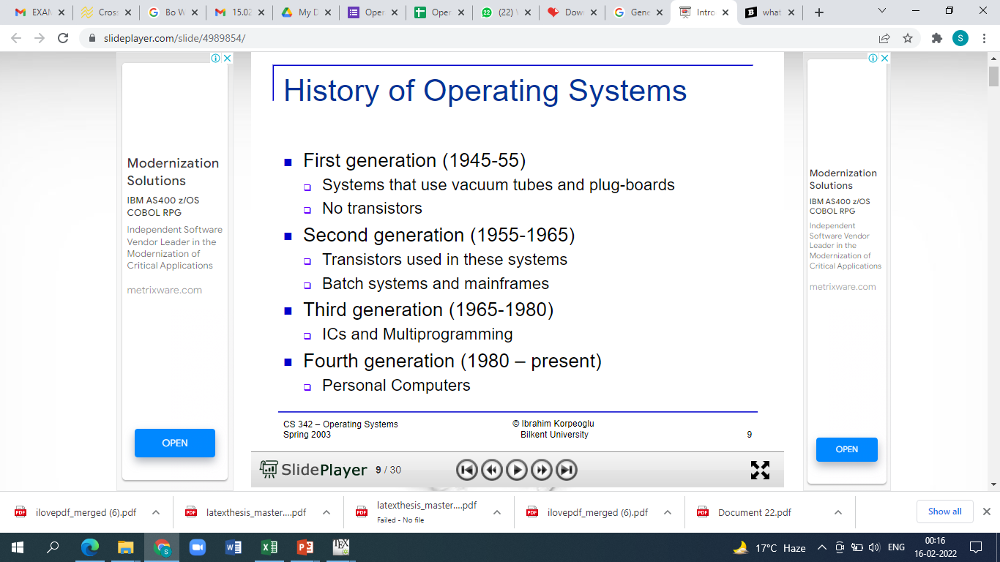 EXAM
Cross
Bo W
15.02
My D
Oper
Oper
(22) W
Down
Gene
Intro
what
slideplayer.com/slide/4989854/
S
History of Operating Systems
First generation (1945-55)
Systems that use vacuum tubes and plug-boards
No transistors
Second generation (1955-1965)
Transistors used in these systems
Batch systems and mainframes
Third generation (1965-1980)
ICs and Multiprogramming
Fourth generation (1980 – present)
Personal Computers
CS 342 – Operating Systems
Spring 2003
© Ibrahim Korpeoglu
Bilkent University
9
Modernization
Solutions
IBM AS400 z/OS
COBOL RPG
Independent Software
Vendor Leader in the
Modernization of
Critical Applications
metrixware.com
OPEN
Modernization
Solutions
IBM AS400 z/OS
COBOL RPG
Independent
Software Vendor
Leader in the
Modernization of
Critical Applications
metrixware.com
OPEN
SlidePlayer 9 / 30
ilovepdf_merged (6).pdf
latexthesis_master....pdf
latexthesis_master....pdf
Failed - No file
ilovepdf_merged (6).pdf
Document 22.pdf
Show all
17°C Haze
ENG
00:16
16-02-2022